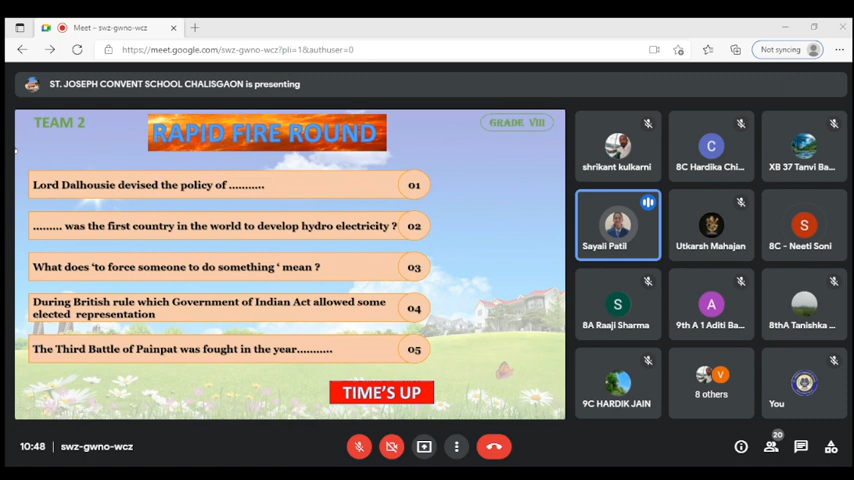 Meet – swz-gwno-wcz
https://meet.google.com/swz-gwno-wcz?pli=1&authuser=0
Not syncing
ST. JOSEPH CONVENT SCHOOL CHALISGAON is presenting
TEAM 2
RAPID FIRE ROUND
GRADE VIII
Lord Dalhousie devised the policy of ........... 01
......... was the first country in the world to develop hydro electricity ? 02
What does 'to force someone to do something ' mean ? 03
During British rule which Government of Indian Act allowed some
elected representation 04
The Third Battle of Painpat was fought in the year........... 05
TIME'S UP
shrikant kulkarni
C
8C Hardika Chi...
XB 37 Tanvi Ba...
Sayali Patil
Utkarsh Mahajan
S
8C - Neeti Soni
S
8A Raaji Sharma
A
9th A 1 Aditi Ba...
8thA Tanishka ...
9C HARDIK JAIN
V
8 others
You
10:48 | swz-gwno-wcz
20